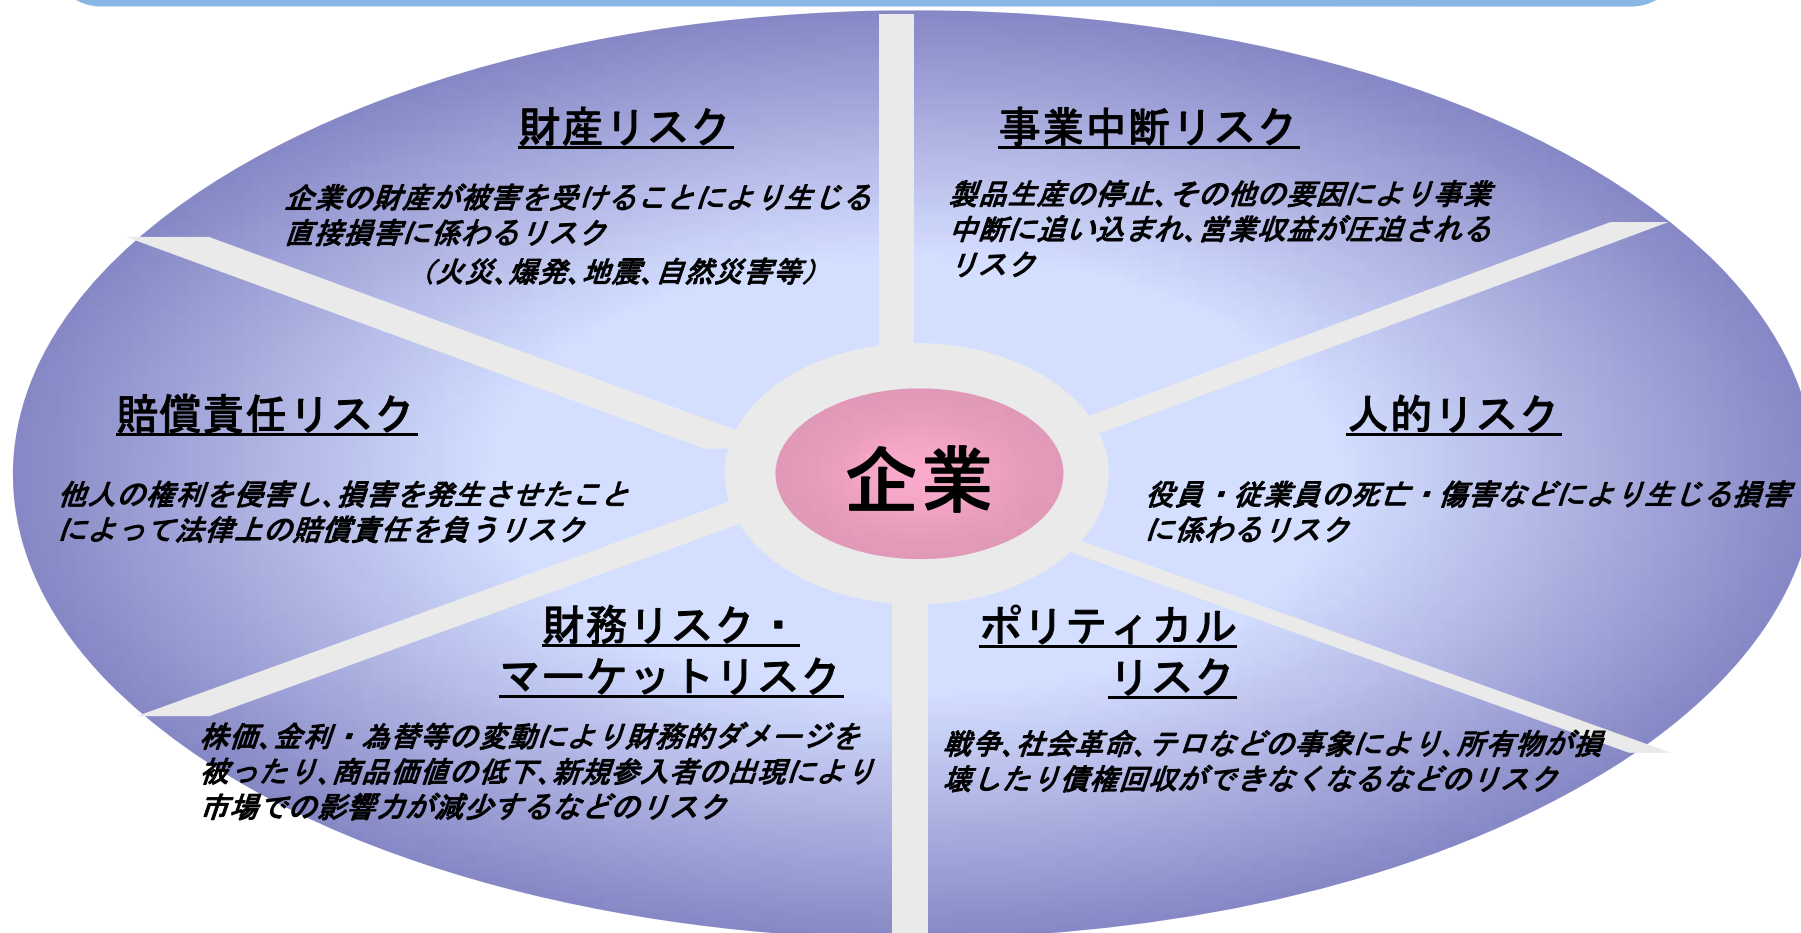 財産リスク
企業の財産が被害を受けることにより生じる
直接損害に係わるリスク
（火災、爆発、地震、自然災害等）
事業中断リスク
製品生産の停止、その他の要因により事業
中断に追い込まれ、営業収益が圧迫される
リスク
賠償責任リスク
他人の権利を侵害し、損害を発生させたこと
によって法律上の賠償責任を負うリスク
企業
人的リスク
役員・従業員の死亡・傷害などにより生じる損害
に係わるリスク
財務リスク・
マーケットリスク
株価、金利・為替等の変動により財務的ダメージを
被ったり、商品価値の低下、新規参入者の出現により
市場での影響力が減少するなどのリスク
ポリティカル
リスク
戦争、社会革命、テロなどの事象により、所有物が損
壊したり債権回収ができなくなるなどのリスク